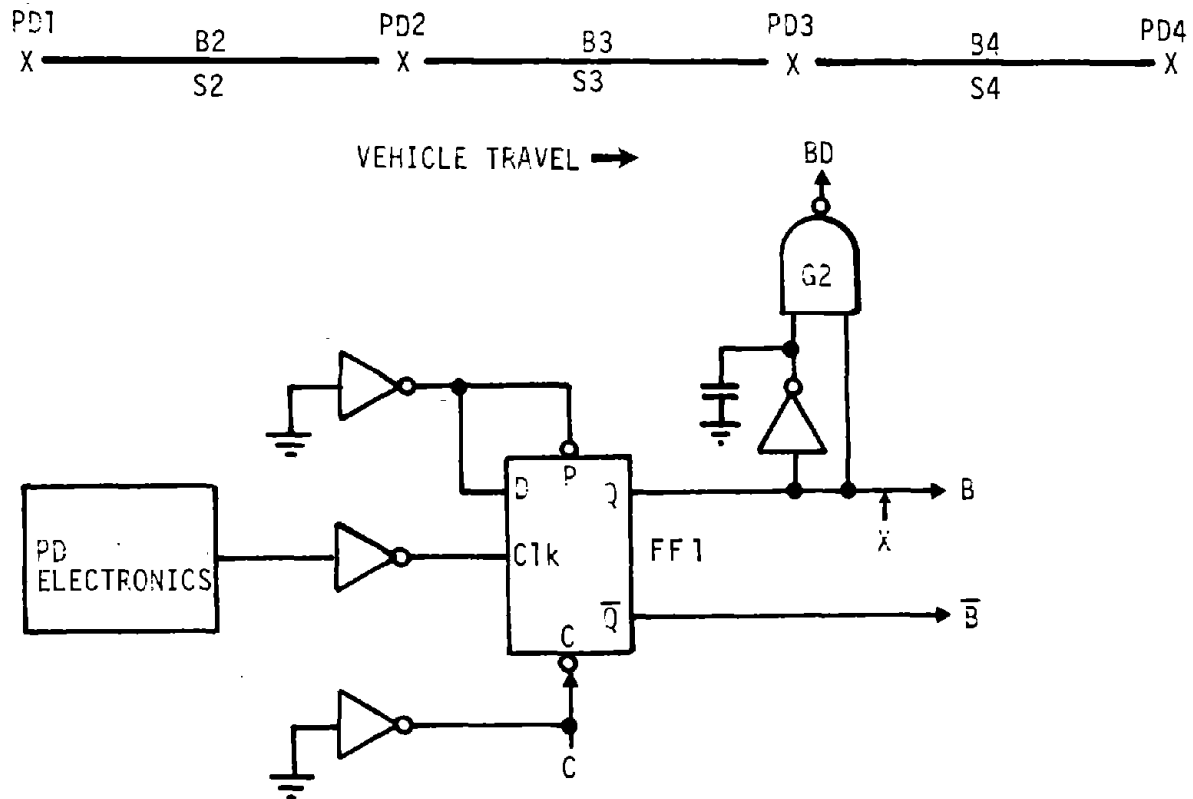 PD1 PD2 PD3 PD4
B2 B3 B4
X X X X
S2 S3 S4
VEHICLE TRAVEL
BD
G2
P
D Q B
X
PD
ELECTRONICS
Clk FF1
C Q̅ B̅
C